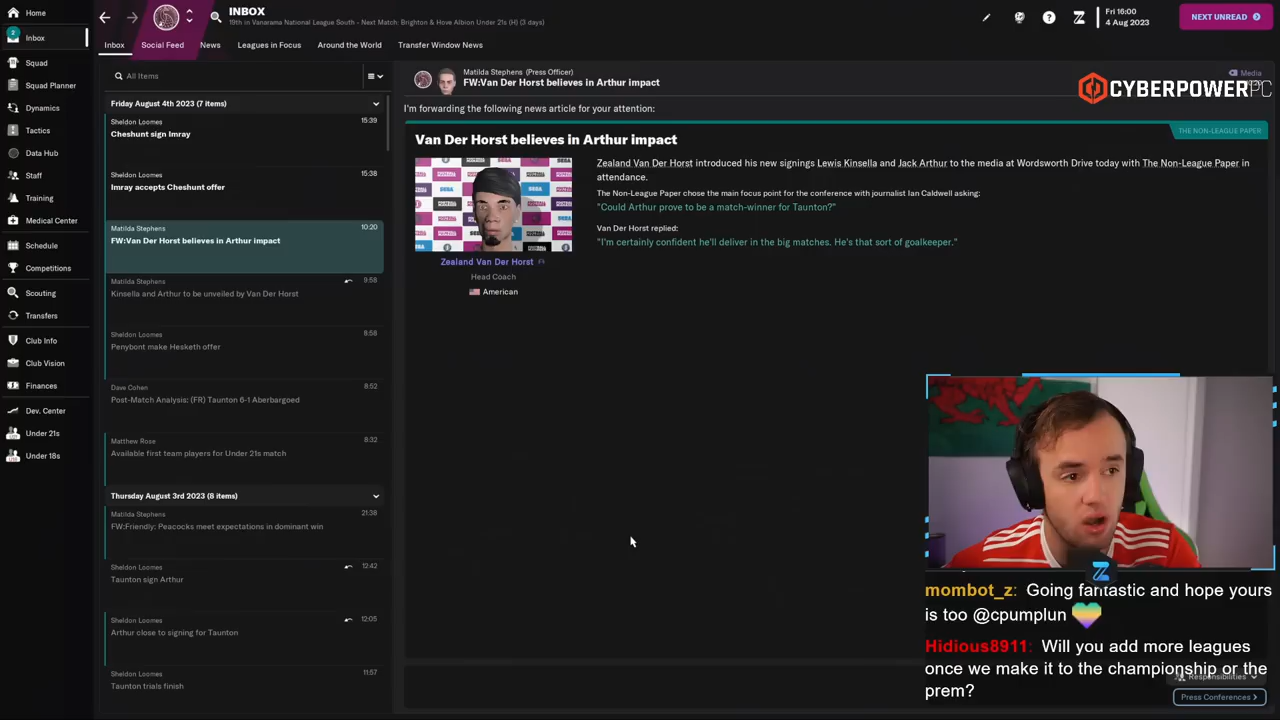 Home
2
Inbox
Squad
Squad Planner
Dynamics
Tactics
Data Hub
Staff
Training
Medical Center
Schedule
Competitions
Scouting
Transfers
Club Info
Club Vision
Finances
Dev. Center
Under 21s
Under 18s
INBOX
19th in Vanarama National League South - Next Match: Brighton & Hove Albion Under 21s (H) (3 days)
Fri 16:00
4 Aug 2023
NEXT UNREAD
Inbox
Social Feed
News
Leagues in Focus
Around the World
Transfer Window News
All Items
Friday August 4th 2023 (7 items)
Sheldon Loomes 15:39
Cheshunt sign Imray
Sheldon Loomes 15:38
Imray accepts Cheshunt offer
Matilda Stephens 10:20
FW:Van Der Horst believes in Arthur impact
Matilda Stephens 9:58
Kinsella and Arthur to be unveiled by Van Der Horst
Sheldon Loomes 8:58
Penybont make Hesketh offer
Dave Cohen 8:52
Post-Match Analysis: (FR) Taunton 6-1 Aberbargoed
Matthew Rose 8:32
Available first team players for Under 21s match
Thursday August 3rd 2023 (8 items)
Matilda Stephens 21:38
FW:Friendly: Peacocks meet expectations in dominant win
Sheldon Loomes 12:42
Taunton sign Arthur
Sheldon Loomes 12:05
Arthur close to signing for Taunton
Sheldon Loomes 11:57
Taunton trials finish
Matilda Stephens (Press Officer)
FW:Van Der Horst believes in Arthur impact
Media
CYBERPOWERPC
I'm forwarding the following news article for your attention:
THE NON-LEAGUE PAPER
Van Der Horst believes in Arthur impact
Zealand Van Der Horst introduced his new signings Lewis Kinsella and Jack Arthur to the media at Wordsworth Drive today with The Non-League Paper in
attendance.
The Non-League Paper chose the main focus point for the conference with journalist Ian Caldwell asking:
"Could Arthur prove to be a match-winner for Taunton?"
Van Der Horst replied:
"I'm certainly confident he'll deliver in the big matches. He's that sort of goalkeeper."
SEGA
Zealand Van Der Horst
Head Coach
American
mombot_z: Going fantastic and hope yours
is too @cpumplun
Hidious8911: Will you add more leagues
once we make it to the championship or the
prem?
Responsibilities
Press Conferences